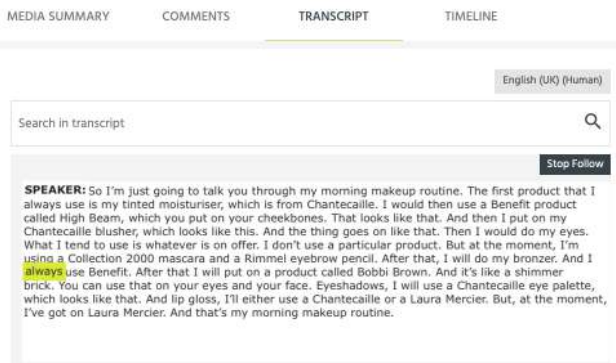 MEDIA SUMMARY COMMENTS TRANSCRIPT TIMELINE
English (UK) (Human)
Search in transcript
Stop Follow
SPEAKER: So I'm just going to talk you through my morning makeup routine. The first product that I
always use is my tinted moisturiser, which is from Chantecaille. I would then use a Benefit product
called High Beam, which you put on your cheekbones. That looks like that. And then I put on my
Chantecaille blusher, which looks like this. And the thing goes on like that. Then I would do my eyes.
What I tend to use is whatever is on offer. I don't use a particular product. But at the moment, I'm
using a Collection 2000 mascara and a Rimmel eyebrow pencil. After that, I will do my bronzer. And I
always use Benefit. After that I will put on a product called Bobbi Brown. And it's like a shimmer
brick. You can use that on your eyes and your face. Eyeshadows, I will use a Chantecaille eye palette,
which looks like that. And lip gloss, I'll either use a Chantecaille or a Laura Mercier. But, at the moment,
I've got on Laura Mercier. And that's my morning makeup routine.